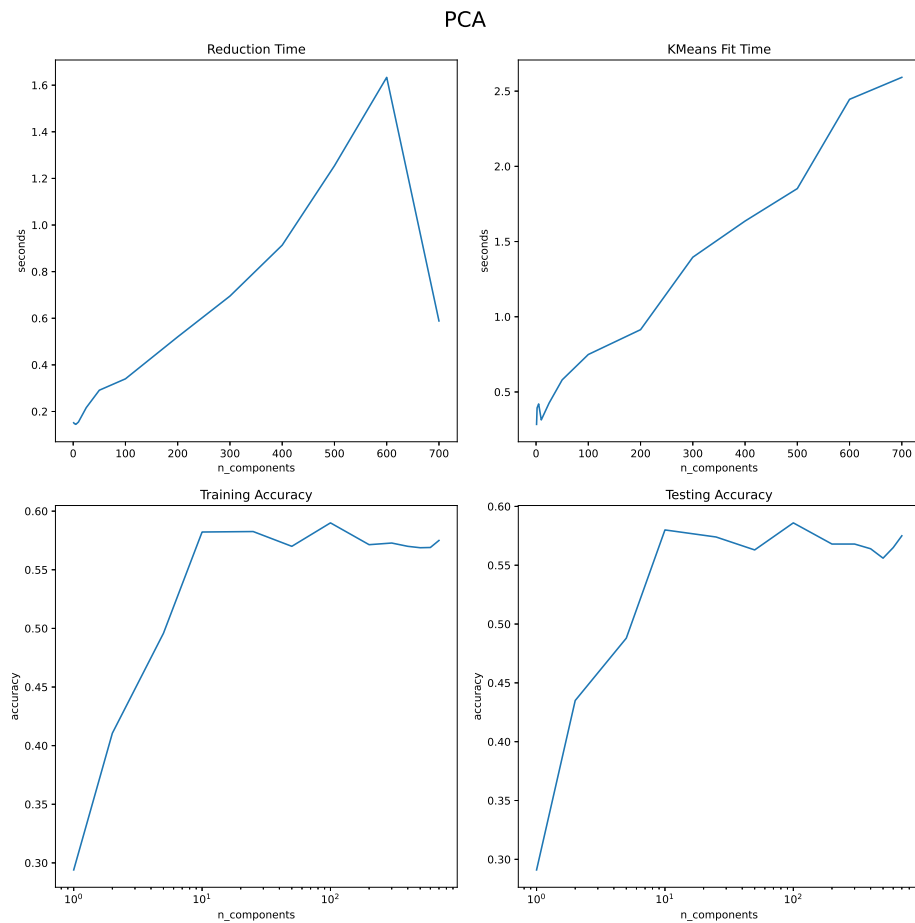 PCA
Reduction Time
seconds
1.6
1.4
1.2
1.0
0.8
0.6
0.4
0.2
0 100 200 300 400 500 600 700
n_components
KMeans Fit Time
seconds
2.5
2.0
1.5
1.0
0.5
0 100 200 300 400 500 600 700
n_components
Training Accuracy
accuracy
0.60
0.55
0.50
0.45
0.40
0.35
0.30
10⁰ 10¹ 10²
n_components
Testing Accuracy
accuracy
0.60
0.55
0.50
0.45
0.40
0.35
0.30
10⁰ 10¹ 10²
n_components